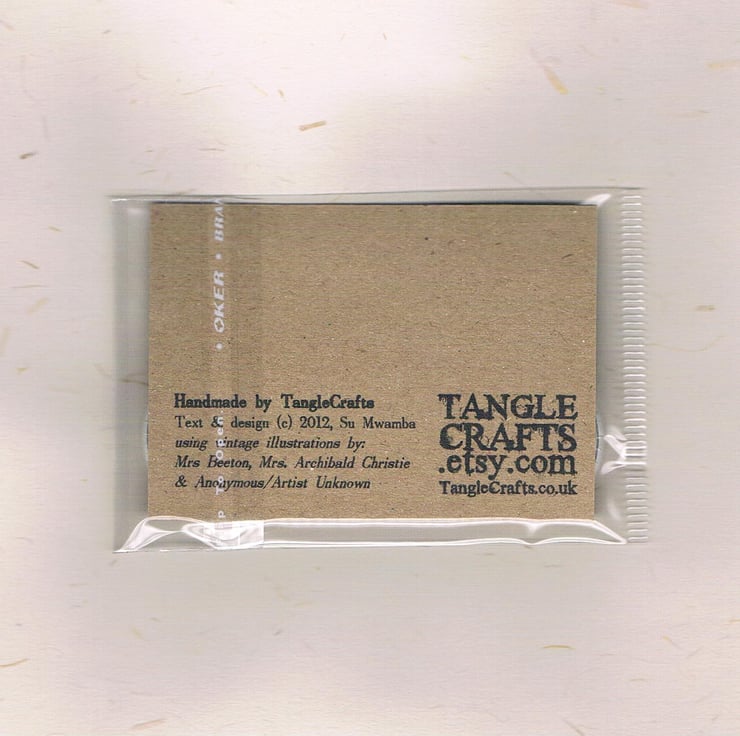 Handmade by TangleCrafts
Text & design (c) 2012, Su Mwamba
using vintage illustrations by:
Mrs Beeton, Mrs. Archibald Christie
& Anonymous/Artist Unknown
TANGLE
CRAFTS
.etsy.com
TangleCrafts.co.uk